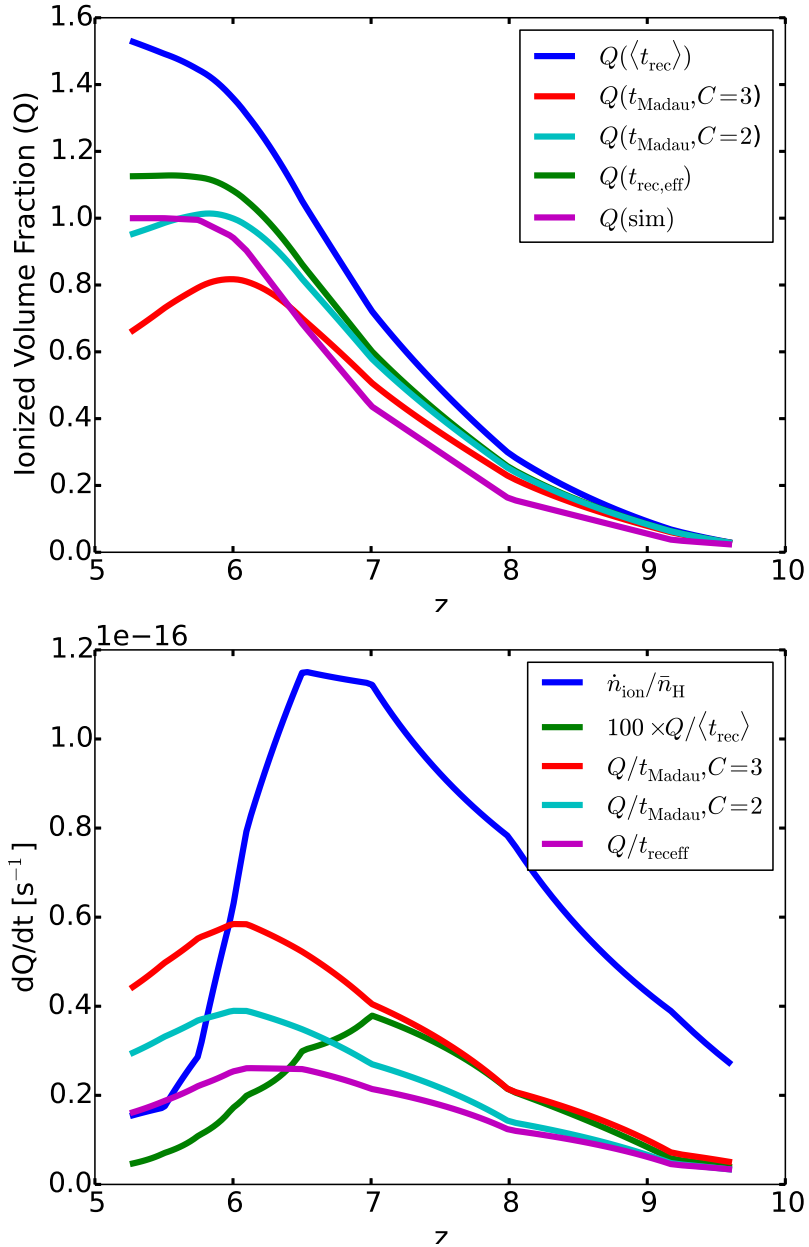 1.6
1.4
1.2
1.0
0.8
0.6
0.4
0.2
0.0
Ionized Volume Fraction (Q)
Q(⟨t_rec⟩)
Q(t_Madau, C=3)
Q(t_Madau, C=2)
Q(t_rec,eff)
Q(sim)
5 6 7 8 9 10
z
1e−16
1.2
1.0
0.8
0.6
0.4
0.2
0.0
dQ/dt [s⁻¹]
ṅ_ion/n̄_H
100×Q/⟨t_rec⟩
Q/t_Madau, C=3
Q/t_Madau, C=2
Q/t_receff
5 6 7 8 9 10
z